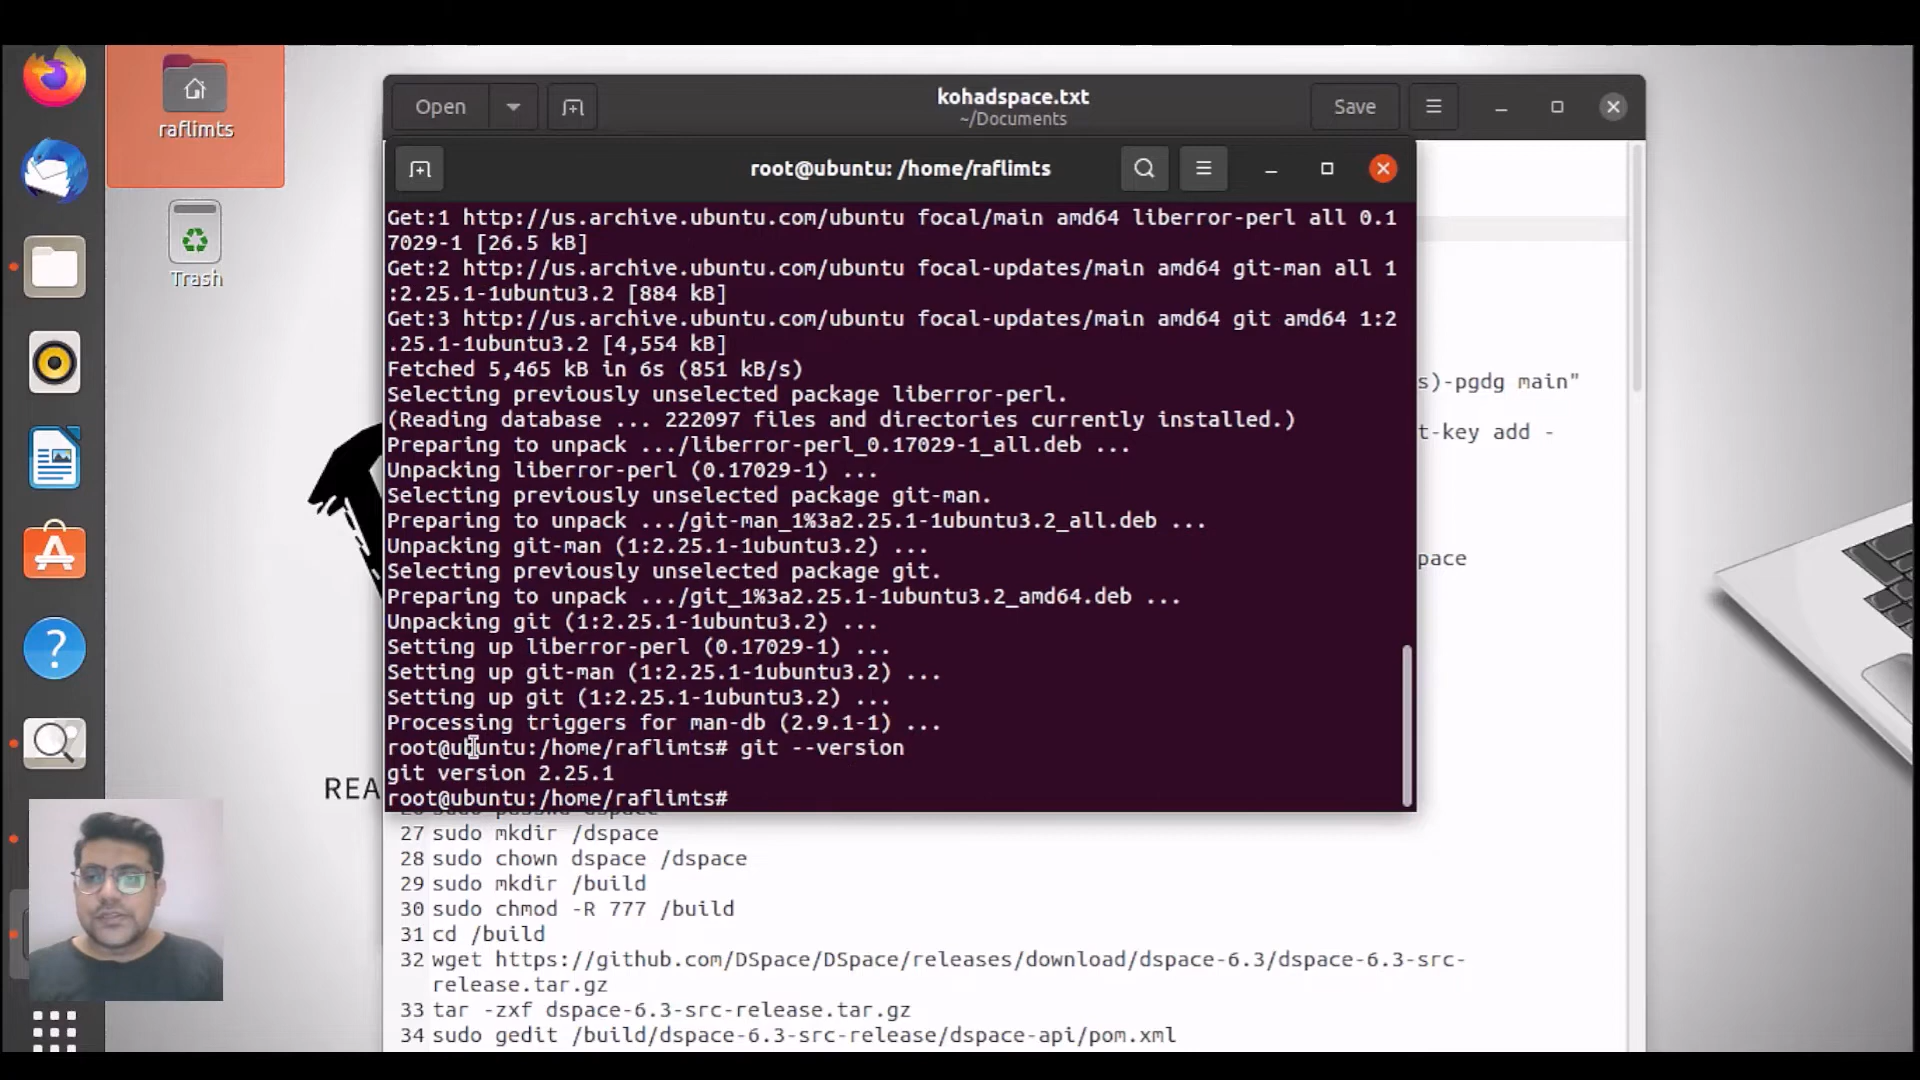 raflimts
Trash
Open
kohadspace.txt
~/Documents
Save
root@ubuntu: /home/raflimts
Get:1 http://us.archive.ubuntu.com/ubuntu focal/main amd64 liberror-perl all 0.1
7029-1 [26.5 kB]
Get:2 http://us.archive.ubuntu.com/ubuntu focal-updates/main amd64 git-man all 1
:2.25.1-1ubuntu3.2 [884 kB]
Get:3 http://us.archive.ubuntu.com/ubuntu focal-updates/main amd64 git amd64 1:2
.25.1-1ubuntu3.2 [4,554 kB]
Fetched 5,465 kB in 6s (851 kB/s)
Selecting previously unselected package liberror-perl.
(Reading database ... 222097 files and directories currently installed.)
Preparing to unpack .../liberror-perl_0.17029-1_all.deb ...
Unpacking liberror-perl (0.17029-1) ...
Selecting previously unselected package git-man.
Preparing to unpack .../git-man_1%3a2.25.1-1ubuntu3.2_all.deb ...
Unpacking git-man (1:2.25.1-1ubuntu3.2) ...
Selecting previously unselected package git.
Preparing to unpack .../git_1%3a2.25.1-1ubuntu3.2_amd64.deb ...
Unpacking git (1:2.25.1-1ubuntu3.2) ...
Setting up liberror-perl (0.17029-1) ...
Setting up git-man (1:2.25.1-1ubuntu3.2) ...
Setting up git (1:2.25.1-1ubuntu3.2) ...
Processing triggers for man-db (2.9.1-1) ...
root@ubuntu:/home/raflimts# git --version
git version 2.25.1
root@ubuntu:/home/raflimts#
s)-pgdg main"
t-key add -
pace
REA
27 sudo mkdir /dspace
28 sudo chown dspace /dspace
29 sudo mkdir /build
30 sudo chmod -R 777 /build
31 cd /build
32 wget https://github.com/DSpace/DSpace/releases/download/dspace-6.3/dspace-6.3-src-
release.tar.gz
33 tar -zxf dspace-6.3-src-release.tar.gz
34 sudo gedit /build/dspace-6.3-src-release/dspace-api/pom.xml